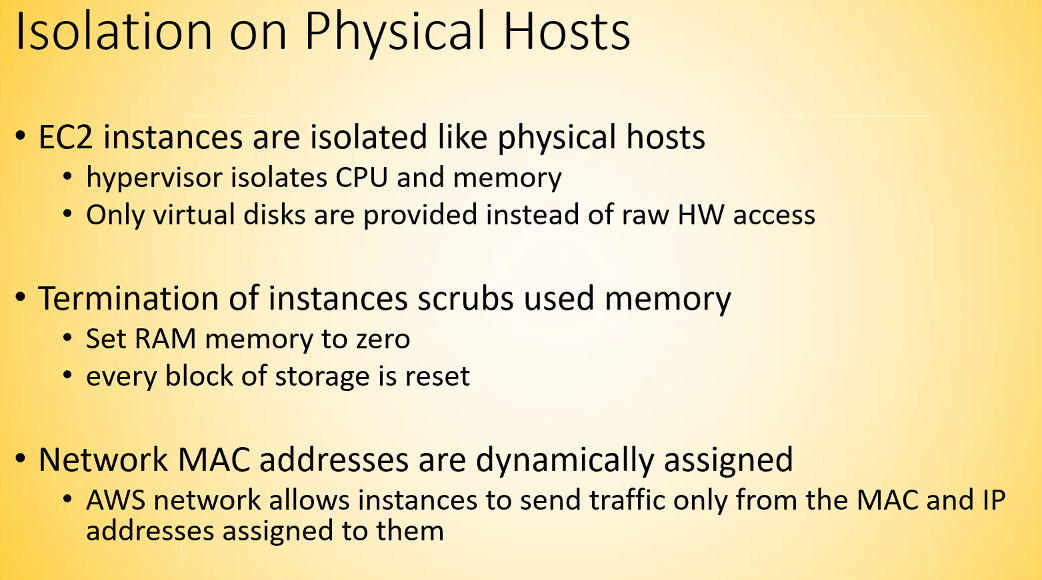 Isolation on Physical Hosts
• EC2 instances are isolated like physical hosts
• hypervisor isolates CPU and memory
• Only virtual disks are provided instead of raw HW access
• Termination of instances scrubs used memory
• Set RAM memory to zero
• every block of storage is reset
• Network MAC addresses are dynamically assigned
• AWS network allows instances to send traffic only from the MAC and IP
addresses assigned to them